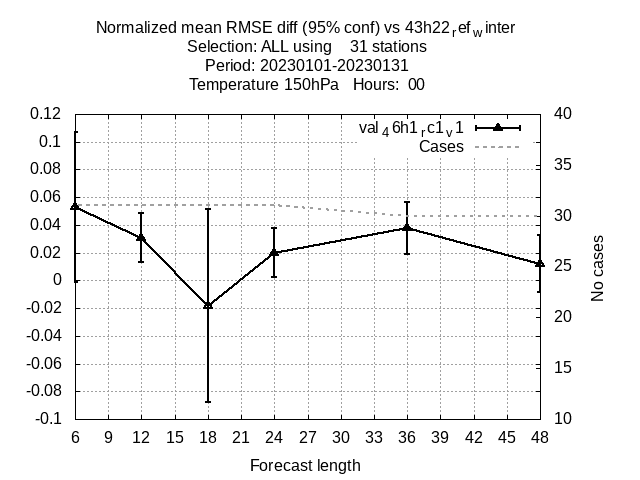 Normalized mean RMSE diff (95% conf) vs 43h22refwinter
Selection: ALL using 31 stations
Period: 20230101-20230131
Temperature 150hPa Hours: 00
0.12
0.1
0.08
0.06
0.04
0.02
0
-0.02
-0.04
-0.06
-0.08
-0.1
val46h1rc1v1
Cases
40
35
30
25
20
15
10
No cases
6 9 12 15 18 21 24 27 30 33 36 39 42 45 48
Forecast length